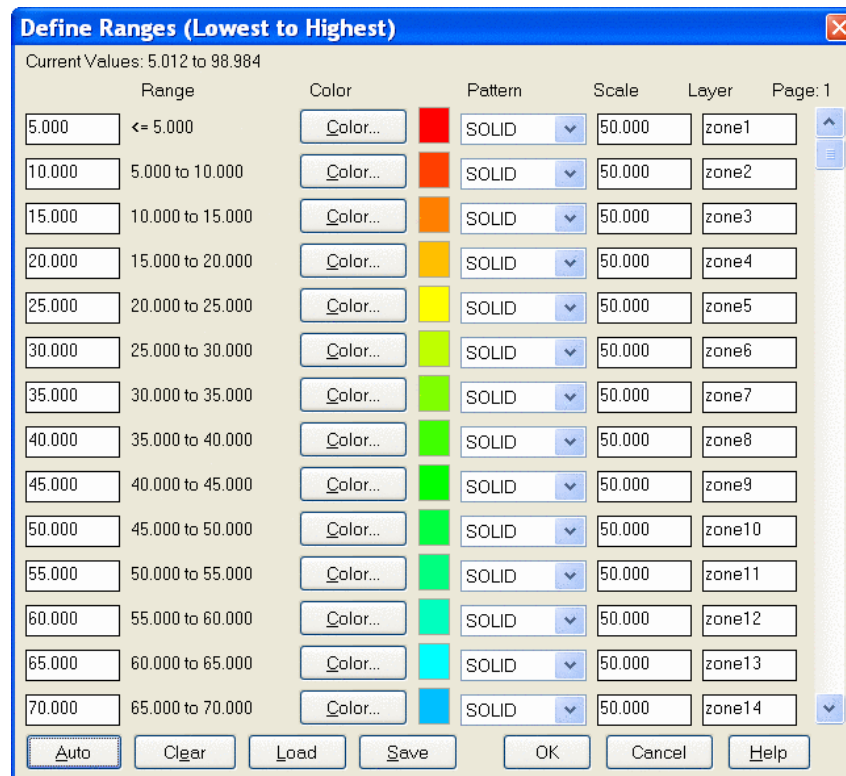 Define Ranges (Lowest to Highest)
Current Values: 5.012 to 98.984
Range Color Pattern Scale Layer Page: 1
5.000 <= 5.000 Color... SOLID 50.000 zone1
10.000 5.000 to 10.000 Color... SOLID 50.000 zone2
15.000 10.000 to 15.000 Color... SOLID 50.000 zone3
20.000 15.000 to 20.000 Color... SOLID 50.000 zone4
25.000 20.000 to 25.000 Color... SOLID 50.000 zone5
30.000 25.000 to 30.000 Color... SOLID 50.000 zone6
35.000 30.000 to 35.000 Color... SOLID 50.000 zone7
40.000 35.000 to 40.000 Color... SOLID 50.000 zone8
45.000 40.000 to 45.000 Color... SOLID 50.000 zone9
50.000 45.000 to 50.000 Color... SOLID 50.000 zone10
55.000 50.000 to 55.000 Color... SOLID 50.000 zone11
60.000 55.000 to 60.000 Color... SOLID 50.000 zone12
65.000 60.000 to 65.000 Color... SOLID 50.000 zone13
70.000 65.000 to 70.000 Color... SOLID 50.000 zone14
Auto Clear Load Save OK Cancel Help